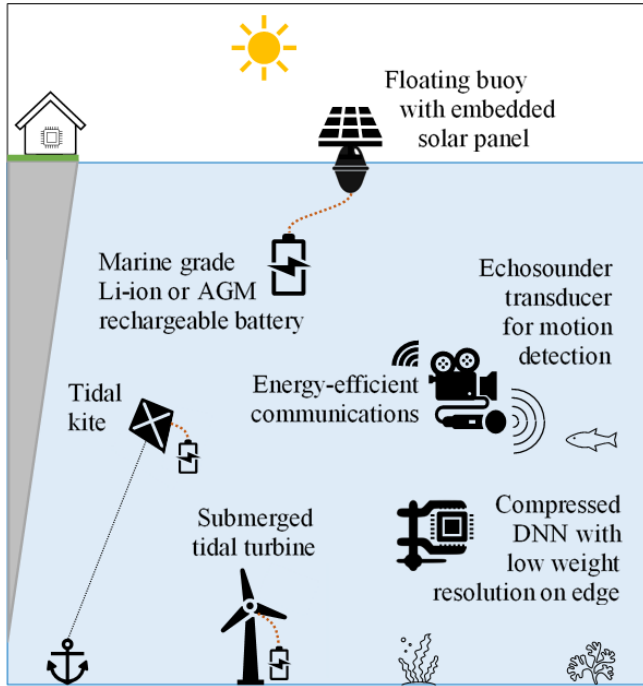 Floating buoy
with embedded
solar panel
Marine grade
Li-ion or AGM
rechargeable battery
Echosounder
transducer
for motion
detection
Energy-efficient
communications
Tidal
kite
Submerged
tidal turbine
Compressed
DNN with
low weight
resolution on edge